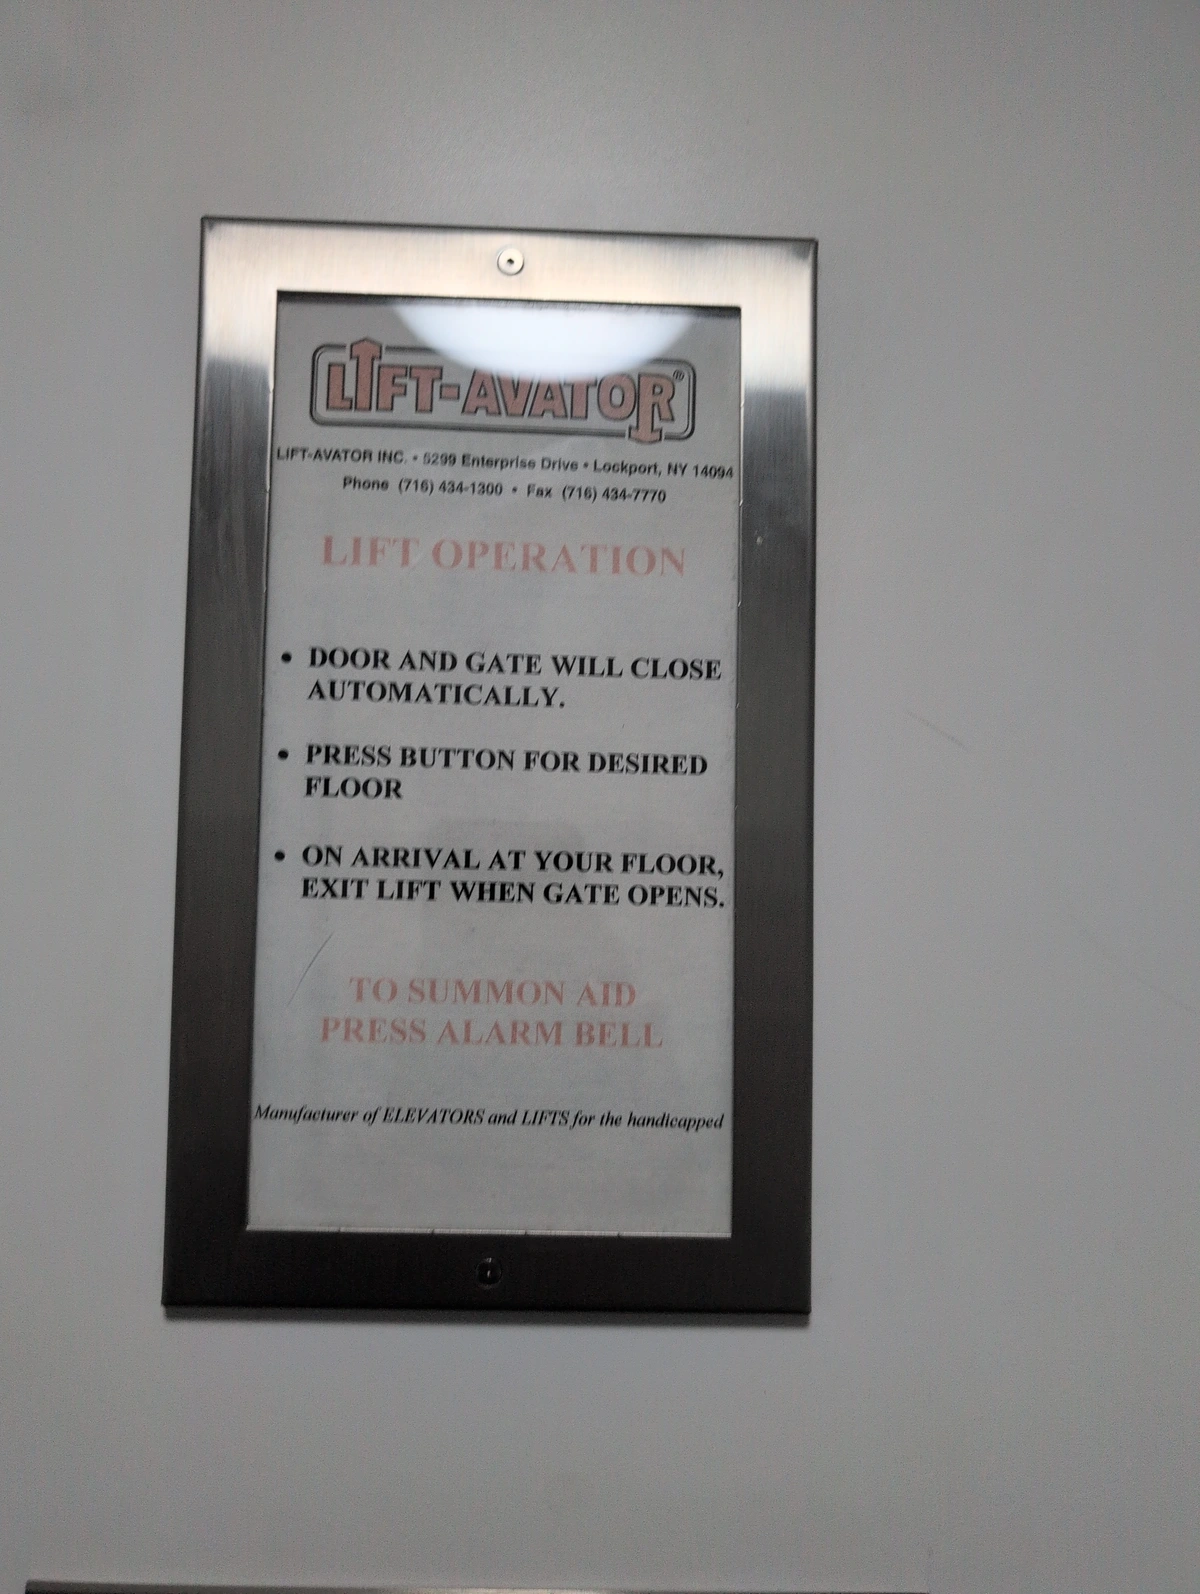 LIFT-AVATOR®
LIFT-AVATOR INC. • 5299 Enterprise Drive • Lockport, NY 14094
Phone (716) 434-1300 • Fax (716) 434-7770
LIFT OPERATION
• DOOR AND GATE WILL CLOSE
AUTOMATICALLY.
• PRESS BUTTON FOR DESIRED
FLOOR
• ON ARRIVAL AT YOUR FLOOR,
EXIT LIFT WHEN GATE OPENS.
TO SUMMON AID
PRESS ALARM BELL
Manufacturer of ELEVATORS and LIFTS for the handicapped